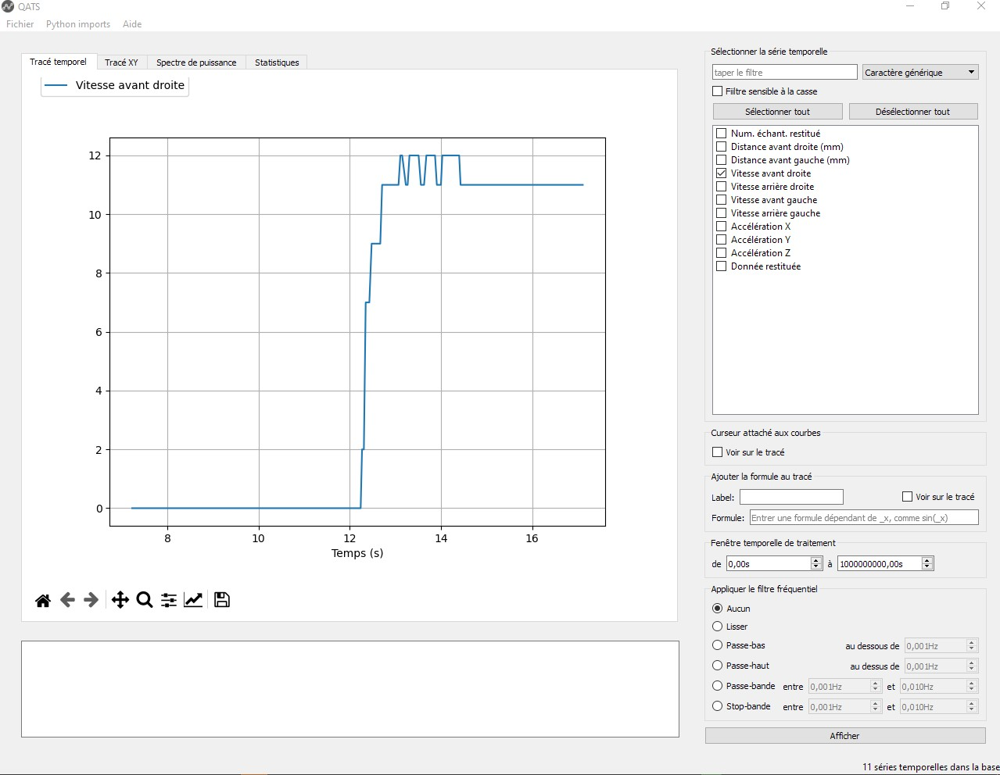 QATS
Fichier Python imports Aide
Tracé temporel Tracé XY Spectre de puissance Statistiques
Vitesse avant droite
12
10
8
6
4
2
0
8 10 12 14 16
Temps (s)
Sélectionner la série temporelle
taper le filtre Caractère générique
Fiiltre sensible à la casse
Sélectionner tout Désélectionner tout
Num. échant. restitué
Distance avant droite (mm)
Distance avant gauche (mm)
Vitesse avant droite
Vitesse arrière droite
Vitesse avant gauche
Vitesse arrière gauche
Accélération X
Accélération Y
Accélération Z
Donnée restituée
Curseur attaché aux courbes
Voir sur le tracé
Ajouter la formule au tracé
Label: Voir sur le tracé
Formule: Entrer une formule dépendant de _x, comme sin(_x)
Fenêtre temporelle de traitement
de 0,00s à 1000000000,00s
Appliquer le filtre fréquentiel
Aucun
Lisser
Passe-bas au dessous de 0,001Hz
Passe-haut au dessus de 0,001Hz
Passe-bande entre 0,001Hz et 0,010Hz
Stop-bande entre 0,001Hz et 0,010Hz
Afficher
11 séries temporelles dans la base